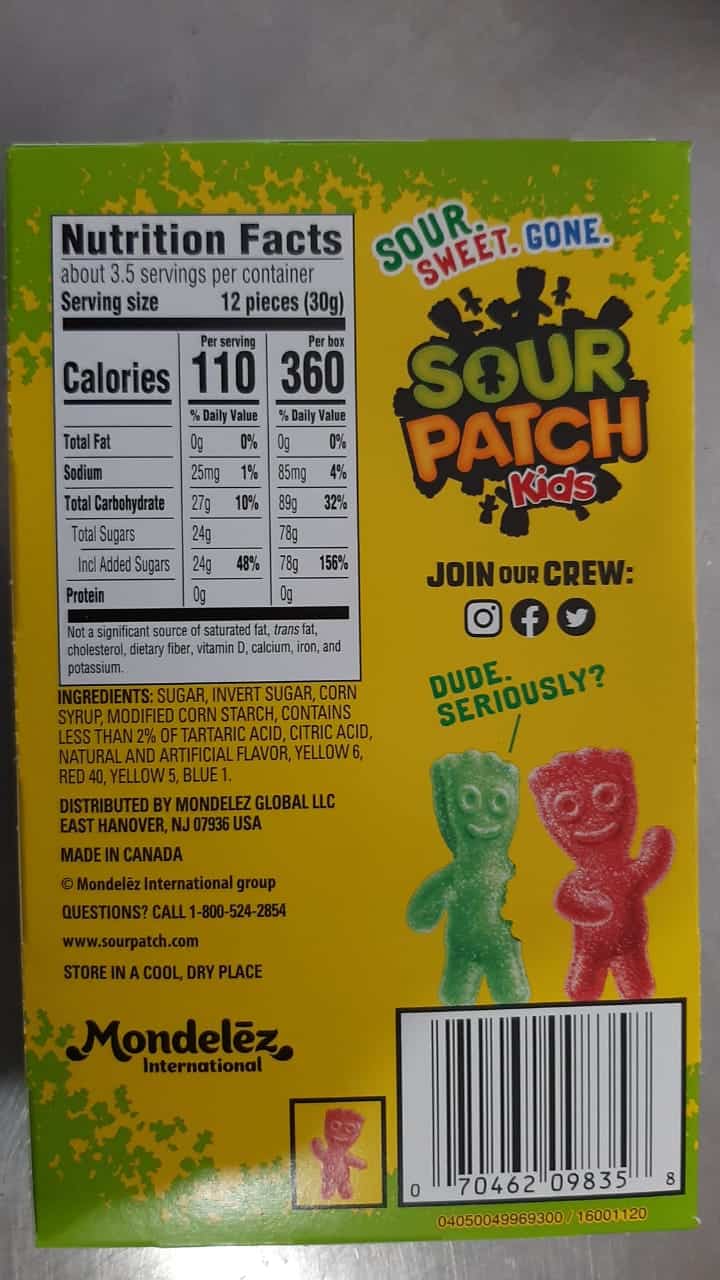 Nutrition Facts
about 3.5 servings per container
Serving size 12 pieces (30g)
Per serving Per box
Calories 110 360
% Daily Value % Daily Value
Total Fat 0g 0% 0g 0%
Sodium 25mg 1% 85mg 4%
Total Carbohydrate 27g 10% 89g 32%
Total Sugars 24g 78g
Incl Added Sugars 24g 48% 78g 156%
Protein 0g 0g
Not a significant source of saturated fat, trans fat,
cholesterol, dietary fiber, vitamin D, calcium, iron, and
potassium.
INGREDIENTS: SUGAR, INVERT SUGAR, CORN
SYRUP, MODIFIED CORN STARCH, CONTAINS
LESS THAN 2% OF TARTARIC ACID, CITRIC ACID,
NATURAL AND ARTIFICIAL FLAVOR, YELLOW 6,
RED 40, YELLOW 5, BLUE 1.
DISTRIBUTED BY MONDELEZ GLOBAL LLC
EAST HANOVER, NJ 07936 USA
MADE IN CANADA
© Mondelēz International group
QUESTIONS? CALL 1-800-524-2854
www.sourpatch.com
STORE IN A COOL, DRY PLACE
Mondelēz
International
SOUR.
SWEET. GONE.
SOUR
PATCH
Kids
JOIN OUR CREW:
DUDE.
SERIOUSLY?
0 70462 09835 8
04050049969300 / 16001120